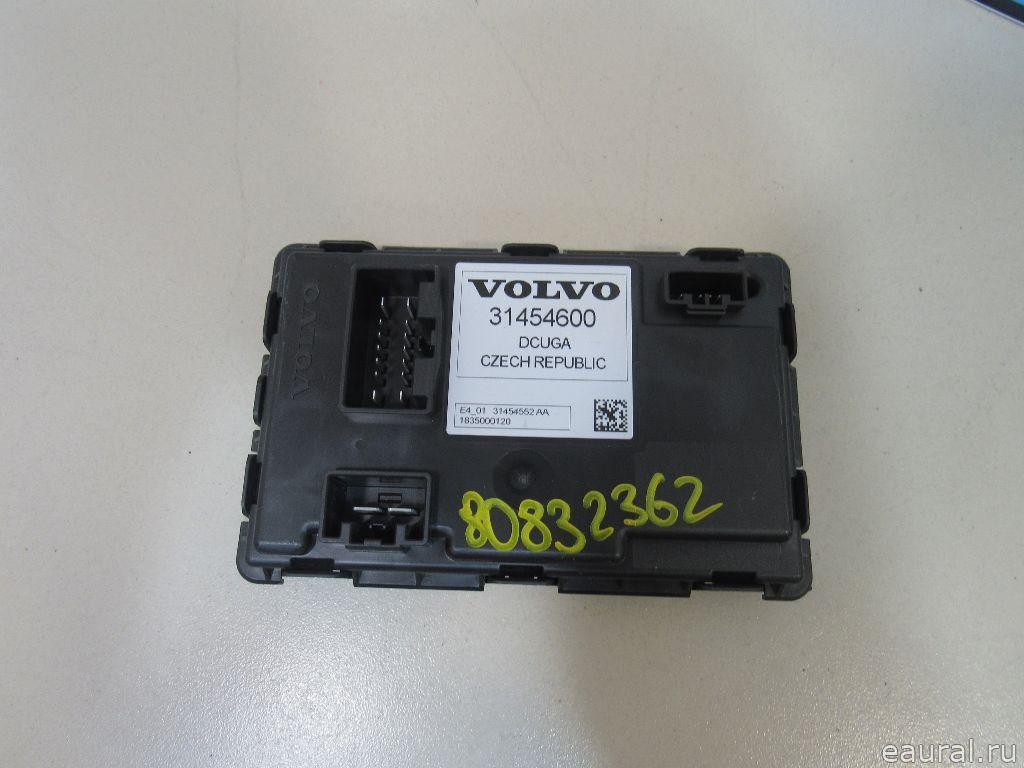 VOLVO
VOLVO
31454600
DCUGA
CZECH REPUBLIC
E4_01 31454552 AA
1835000120
80832362
eaural.ru